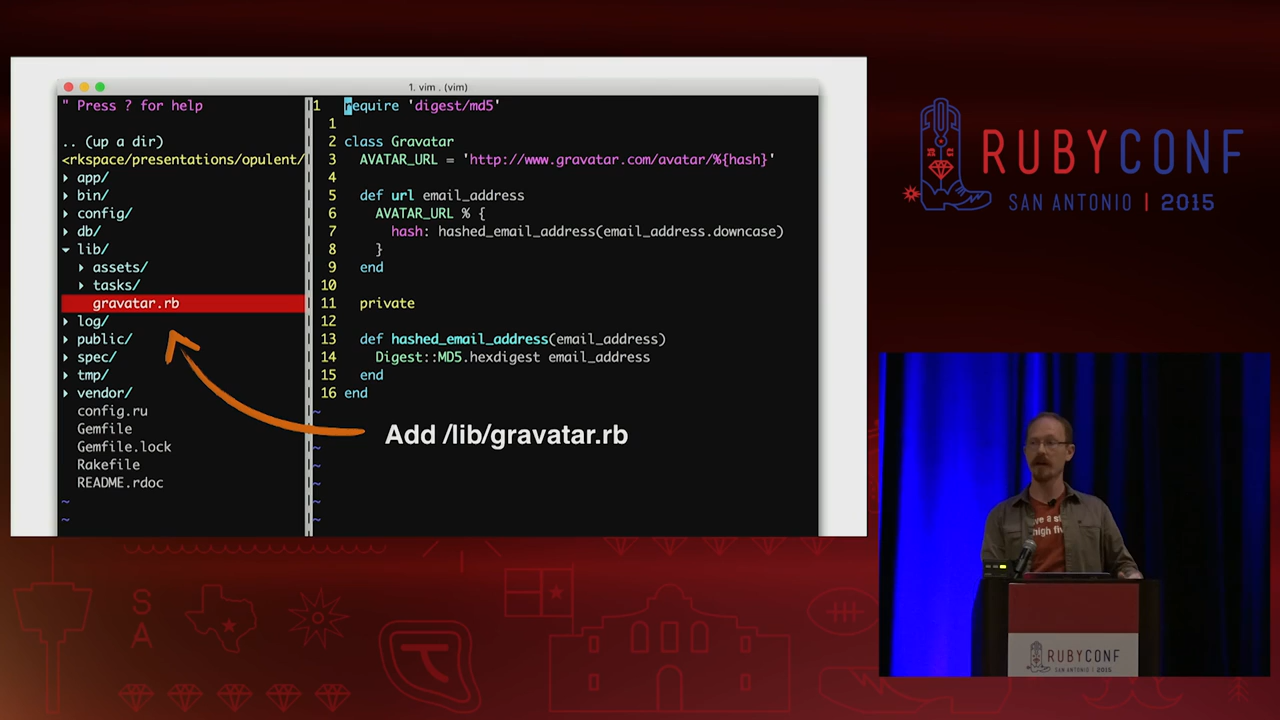 1. vim . (vim)
" Press ? for help
.. (up a dir)
<rkspace/presentations/opulent/
▸ app/
▸ bin/
▸ config/
▸ db/
▾ lib/
▸ assets/
▸ tasks/
gravatar.rb
▸ log/
▸ public/
▸ spec/
▸ tmp/
▸ vendor/
config.ru
Gemfile
Gemfile.lock
Rakefile
README.rdoc
~
~
1 require 'digest/md5'
1
2 class Gravatar
3 AVATAR_URL = 'http://www.gravatar.com/avatar/%{hash}'
4
5 def url email_address
6 AVATAR_URL % {
7 hash: hashed_email_address(email_address.downcase)
8 }
9 end
10
11 private
12
13 def hashed_email_address(email_address)
14 Digest::MD5.hexdigest email_address
15 end
16 end
~
~
~
~
~
~
~
Add /lib/gravatar.rb
RUBYCONF
SAN ANTONIO | 2015
high five
RUBYCONF
SAN ANTONIO | 2015
S
A